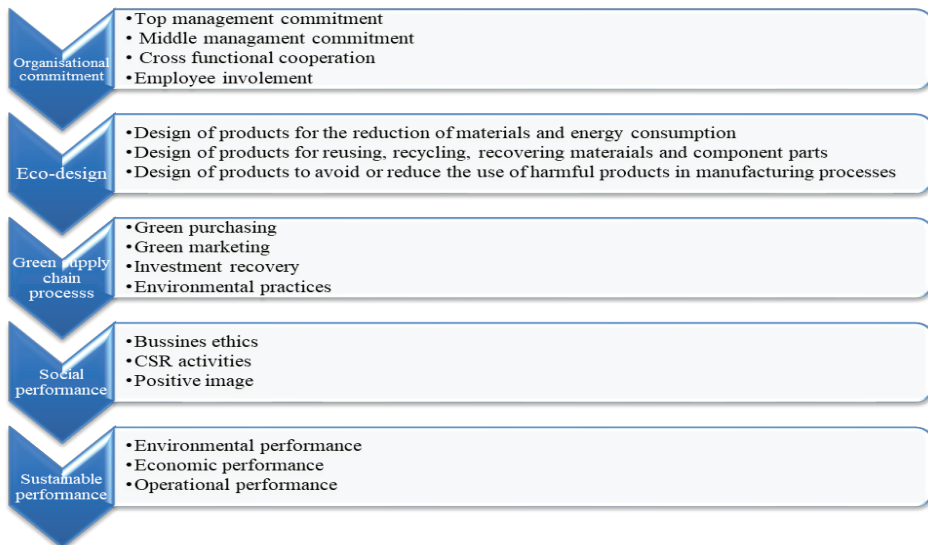 Organisational
commitment
•Top management commitment
• Middle managament commitment
• Cross functional cooperation
•Employee involement
Eco-design
•Design of products for the reduction of materials and energy consumption
•Design of products for reusing, recycling, recovering materaials and component parts
•Design of products to avoid or reduce the use of harmful products in manufacturing processes
Green supply
chain
processs
•Green purchasing
•Green marketing
•Investment recovery
•Environmental practices
Social
performance
•Bussines ethics
•CSR activities
•Positive image
Sustainable
performance
•Environmental performance
•Economic performance
•Operational performance